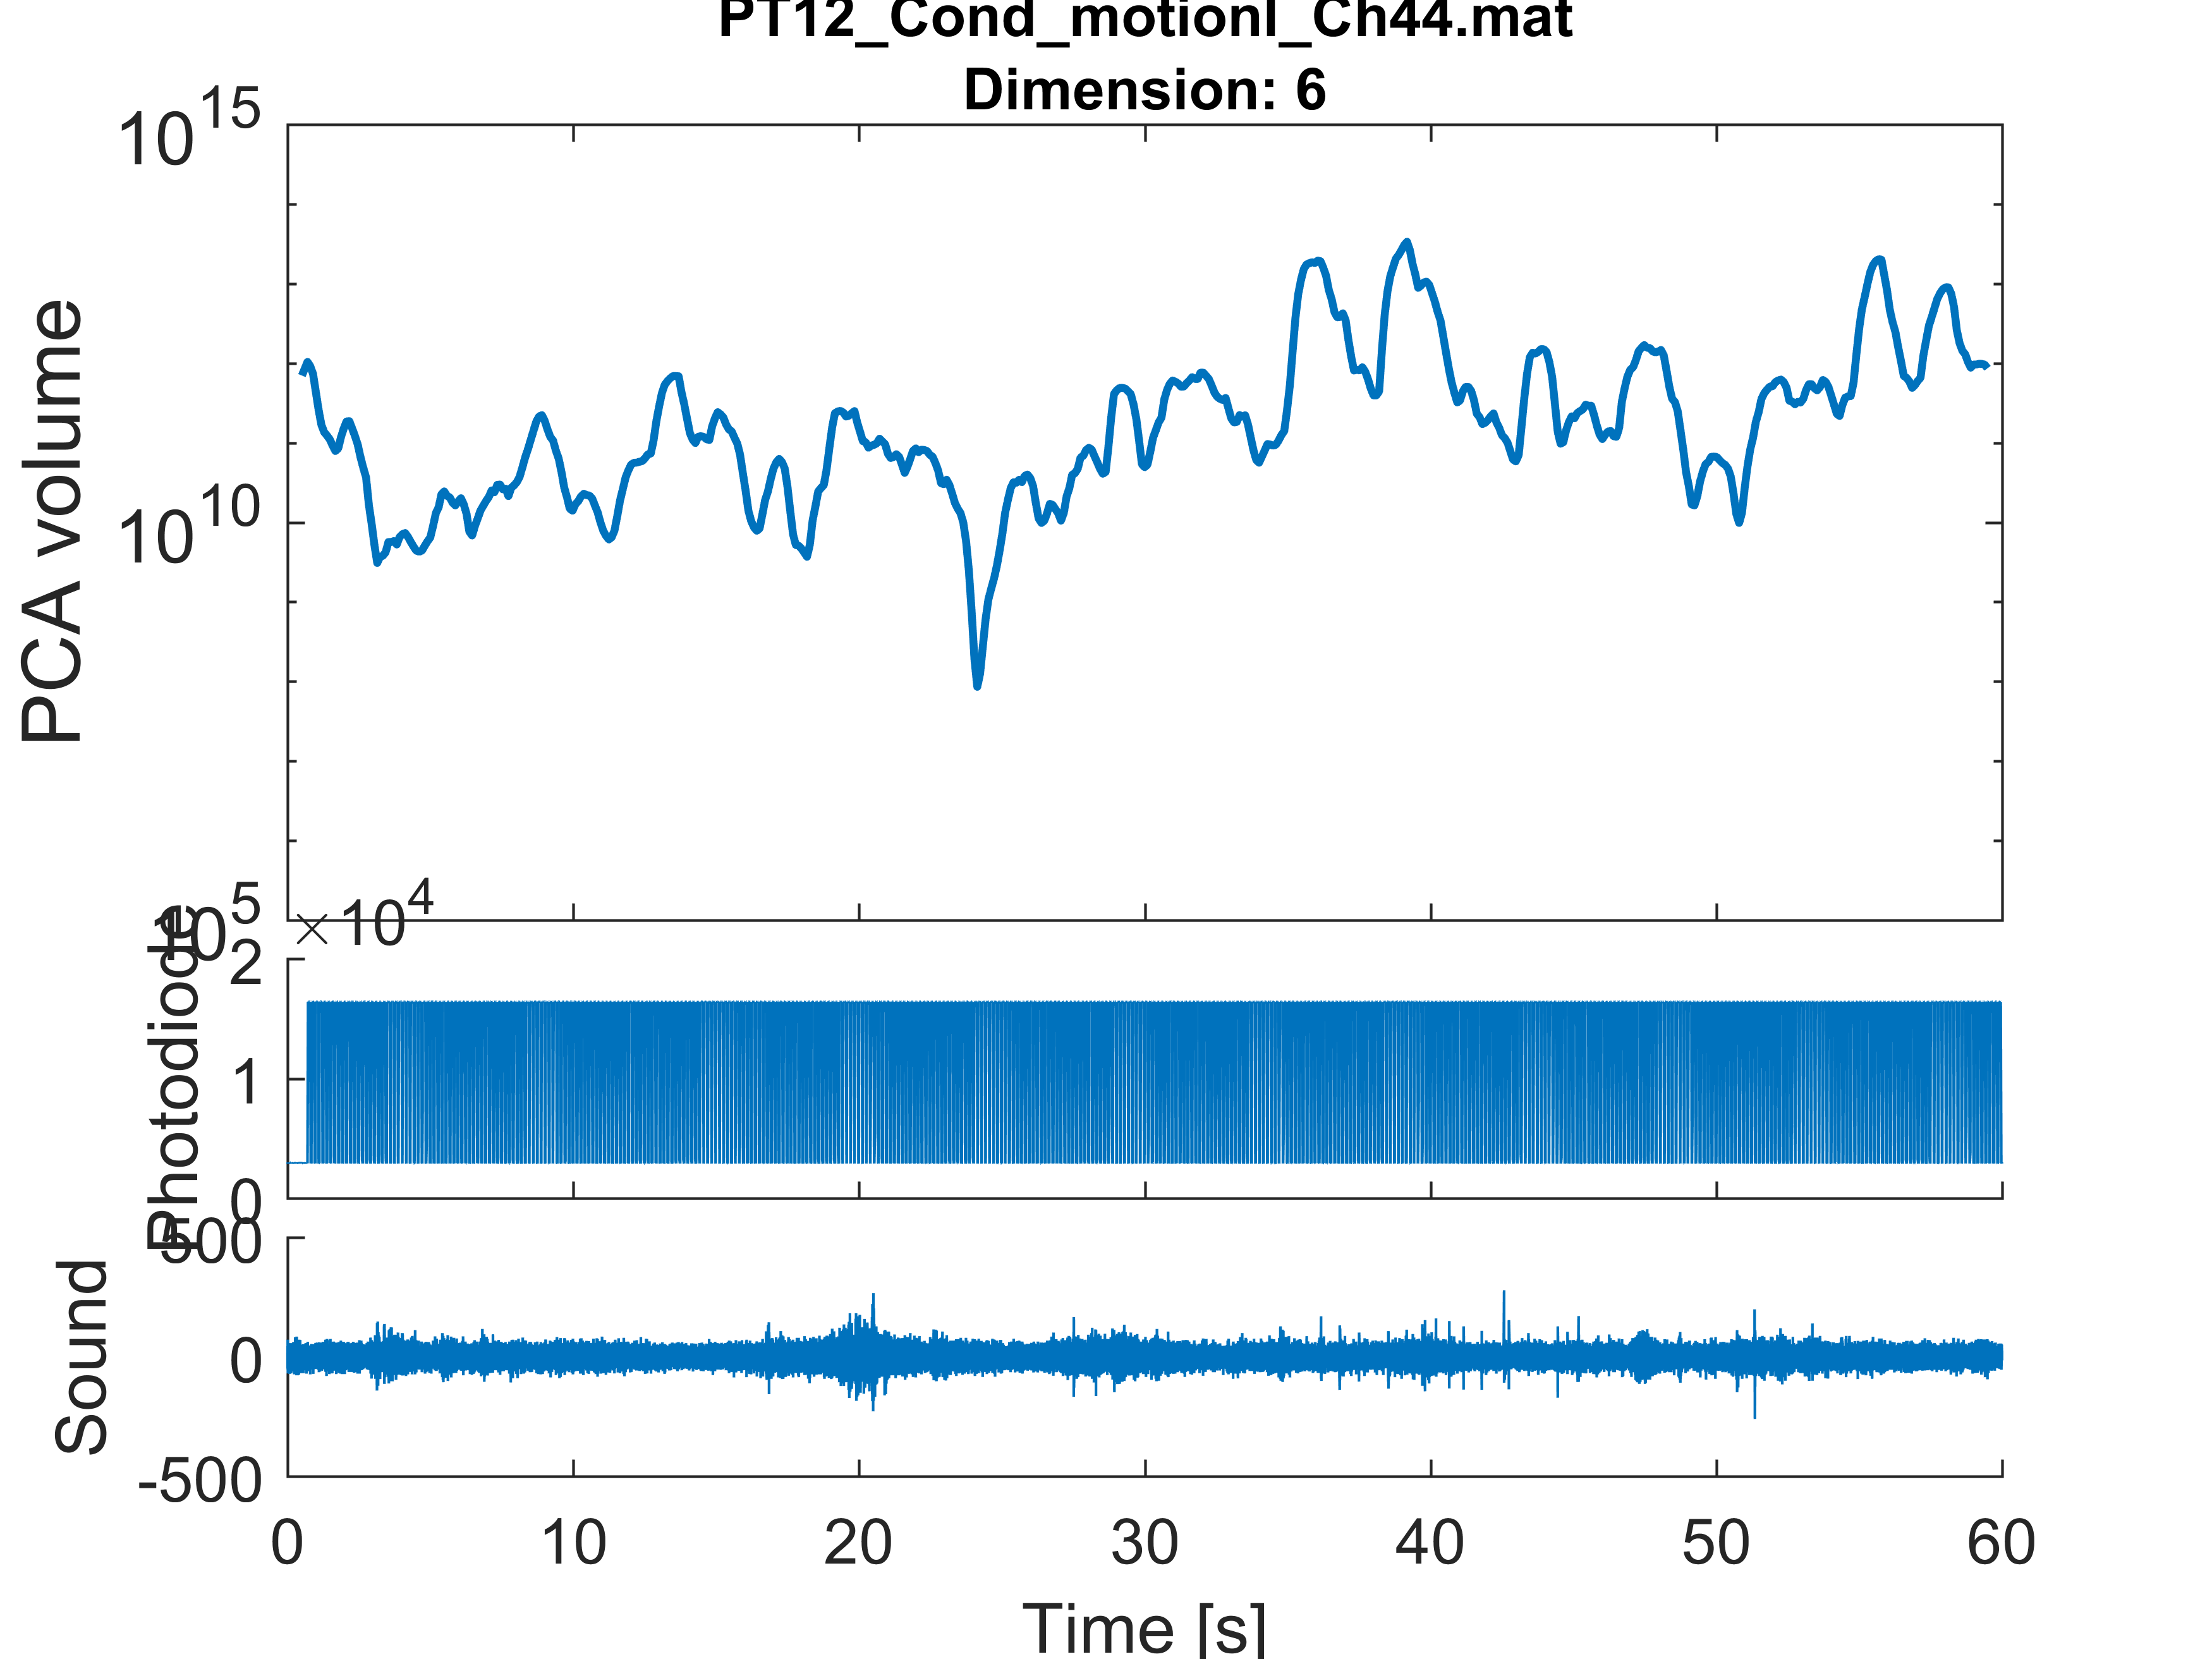 PT12_Cond_motionI_Ch44.mat
Dimension: 6
PCA volume
10^15
10^10
10^5
×10^4
Photodiode
2
1
0
Sound
500
0
-500
0 10 20 30 40 50 60
Time [s]